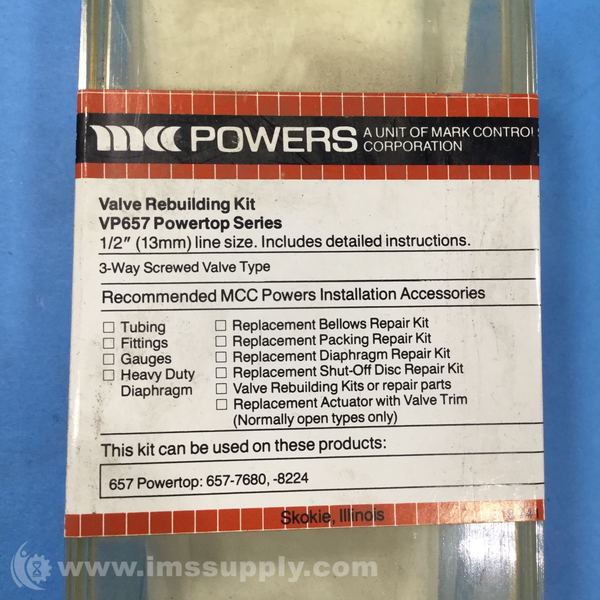 mcc POWERS A UNIT OF MARK CONTROLS
CORPORATION
Valve Rebuilding Kit
VP657 Powertop Series
1/2" (13mm) line size. Includes detailed instructions.
3-Way Screwed Valve Type
Recommended MCC Powers Installation Accessories
☐ Tubing
☐ Fittings
☐ Gauges
☐ Heavy Duty
Diaphragm
☐ Replacement Bellows Repair Kit
☐ Replacement Packing Repair Kit
☐ Replacement Diaphragm Repair Kit
☐ Replacement Shut-Off Disc Repair Kit
☐ Valve Rebuilding Kits or repair parts
☐ Replacement Actuator with Valve Trim
(Normally open types only)
This kit can be used on these products:
657 Powertop: 657-7680, -8224
Skokie, Illinois
www.imssupply.com